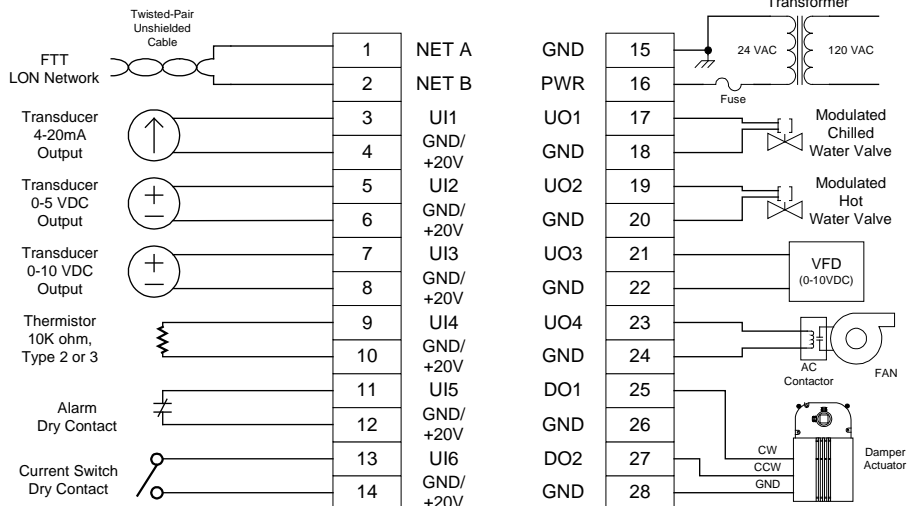 Transformer
Twisted-Pair
Unshielded
Cable
FTT
LON Network
1 NET A
2 NET B
GND 15
PWR 16
24 VAC
120 VAC
Fuse
Transducer
4-20mA
Output
3 UI1
4 GND/
+20V
UO1 17
GND 18
Modulated
Chilled
Water Valve
Transducer
0-5 VDC
Output
5 UI2
6 GND/
+20V
UO2 19
GND 20
Modulated
Hot
Water Valve
Transducer
0-10 VDC
Output
7 UI3
8 GND/
+20V
UO3 21
GND 22
VFD
(0-10VDC)
Thermistor
10K ohm,
Type 2 or 3
9 UI4
10 GND/
+20V
UO4 23
GND 24
AC
Contactor
FAN
Alarm
Dry Contact
11 UI5
12 GND/
+20V
DO1 25
GND 26
Current Switch
Dry Contact
13 UI6
14 GND/
+20V
DO2 27
GND 28
CW
CCW
GND
Damper
Actuator